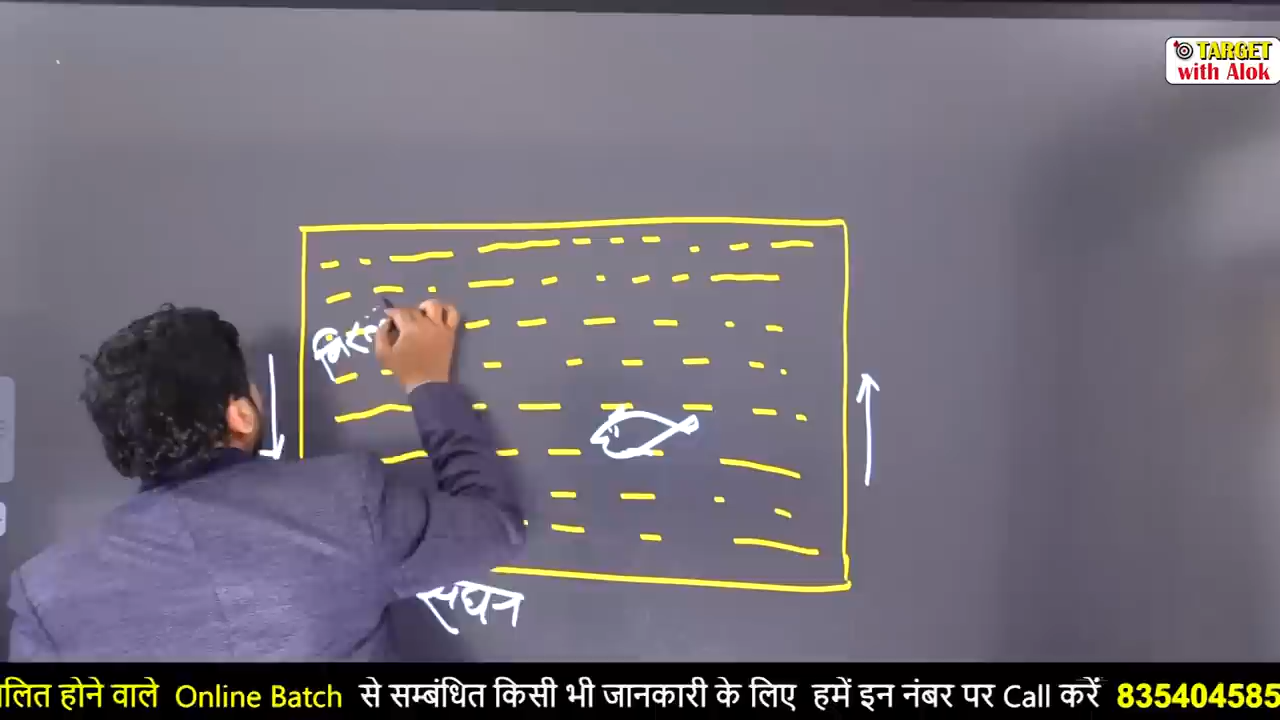 TARGET
with Alok
सघन
लित होने वाले Online Batch से सम्बंधित किसी भी जानकारी के लिए हमें इन नंबर पर Call करें 835404585